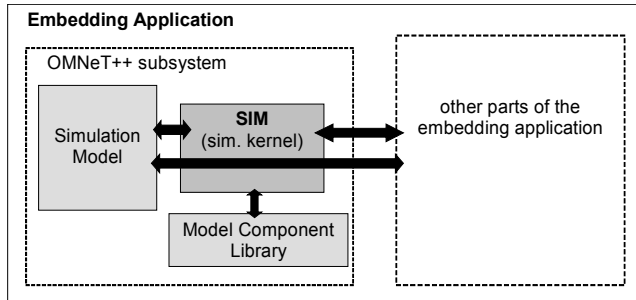 Embedding Application
OMNeT++ subsystem
Simulation
Model
SIM
(sim. kernel)
Model Component
Library
other parts of the
embedding application